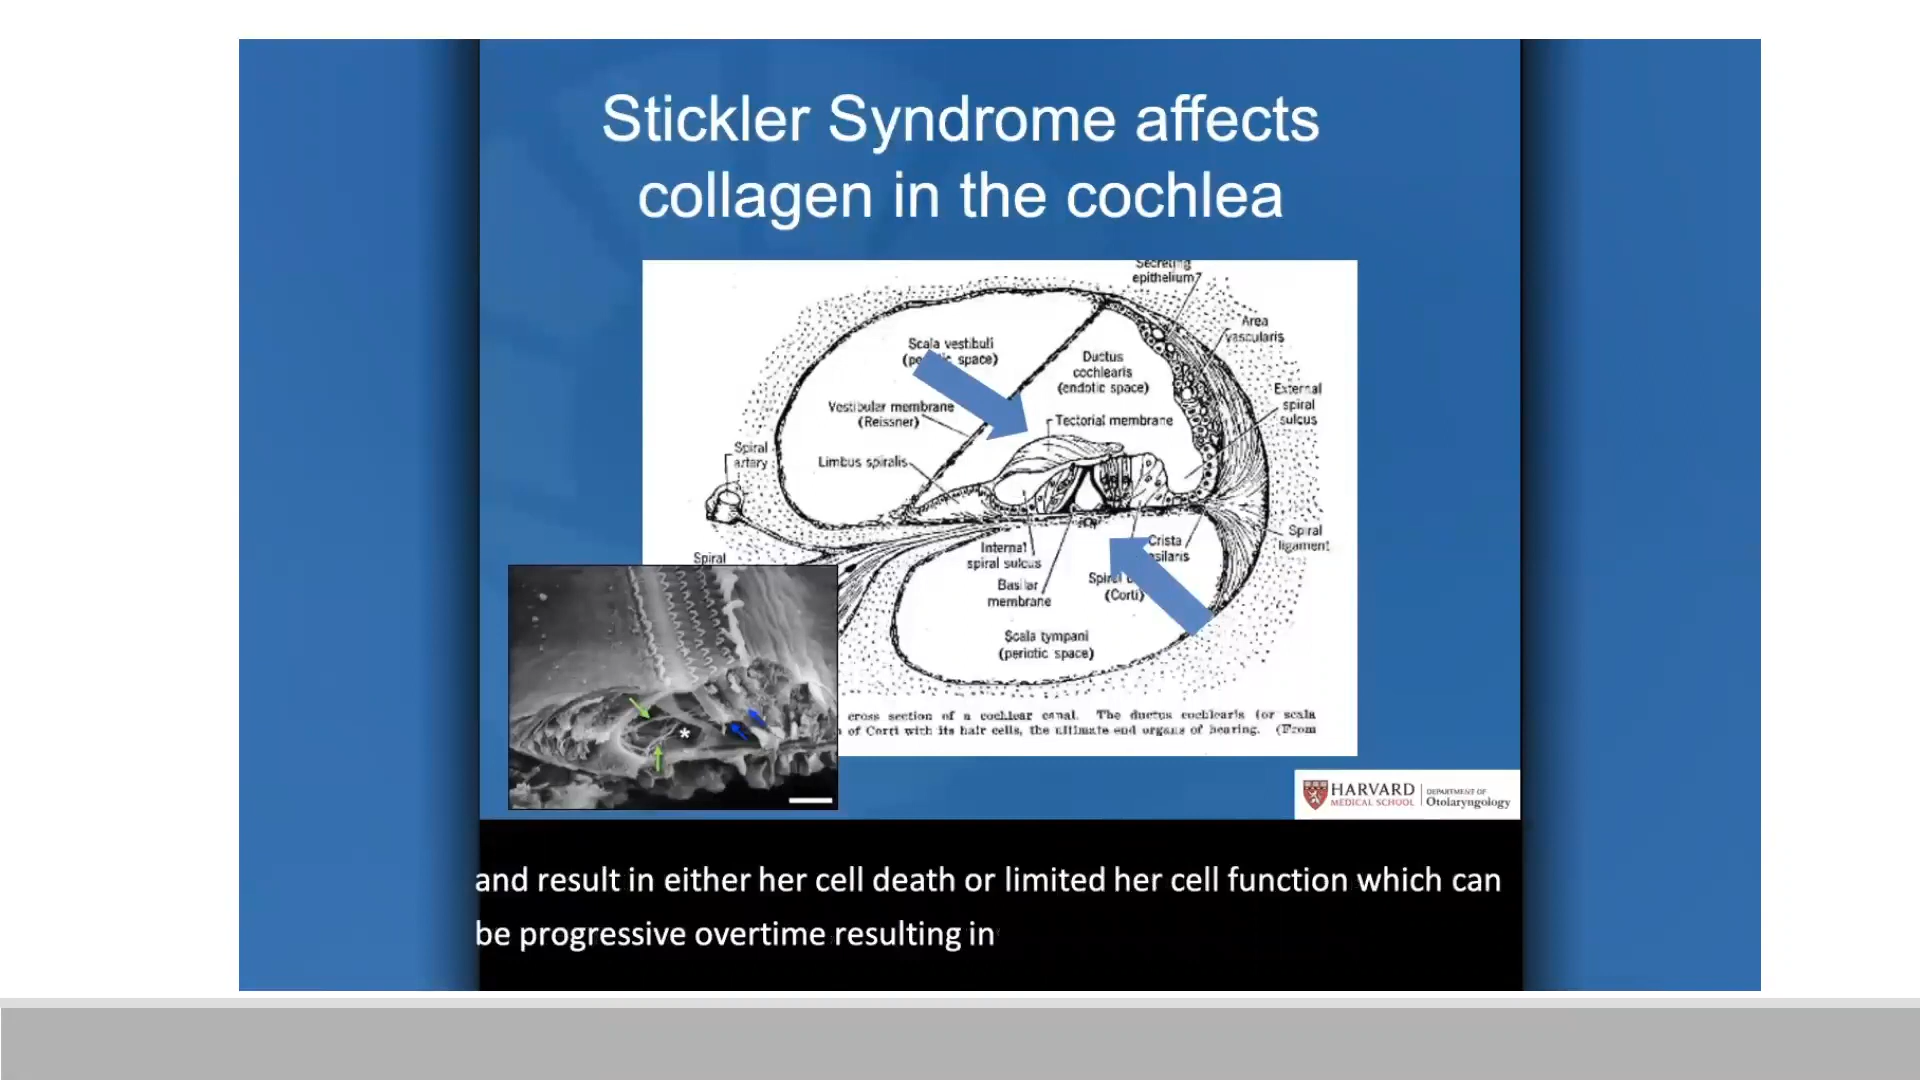 Stickler Syndrome affects
collagen in the cochlea
Secreting
epithelium?
Area
vascularis
Scala vestibuli
space)
Ductus
cochlearis
(endotic space)
External
spiral
sulcus
Vestibular membrane
(Reissner)
Tectorial membrane
Spiral
artery
Limbus spiralis
Spiral
ligament
Internal
spiral sulcus
Crista
Basilar
membrane
(Corti)
Spiral
Scala tympani
(periotic space)
*
cross section of a cochlear canal. The ductus cochlearis (or scala
of Corti with its hair cells, the ultimate end organs of hearing. (From
HARVARD
MEDICAL SCHOOL
DEPARTMENT OF
Otolaryngology
and result in either her cell death or limited her cell function which can
be progressive overtime resulting in